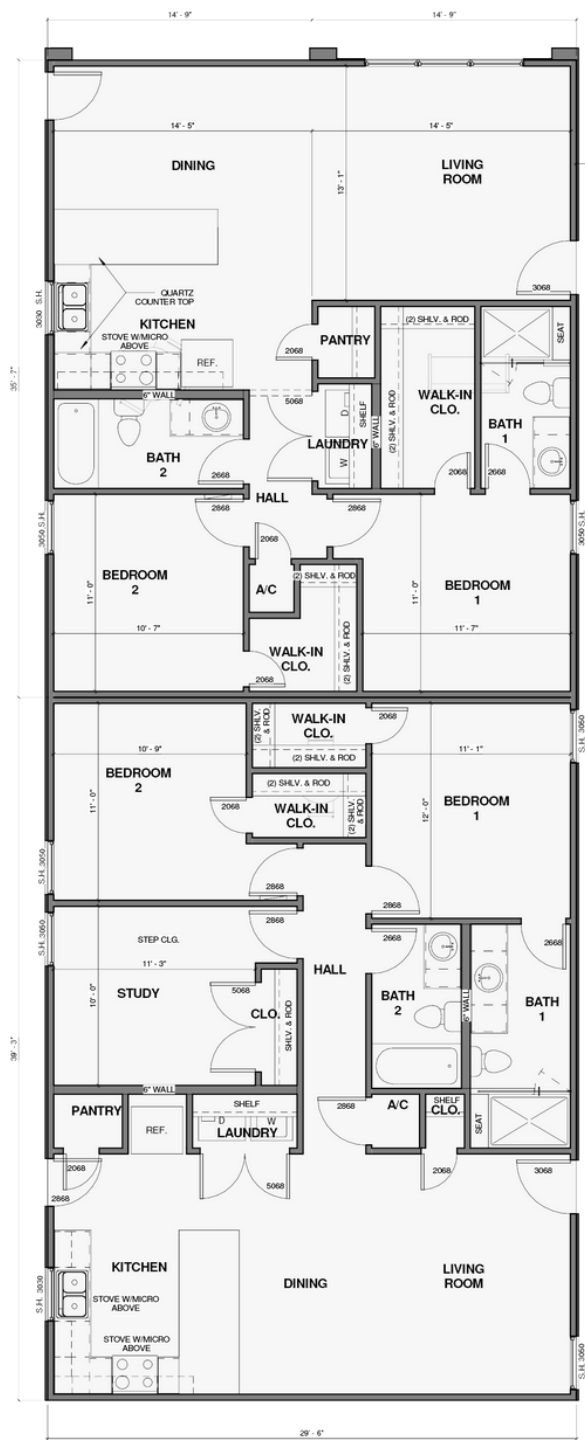 14' - 9"
14' - 9"
14' - 5"
14' - 5"
DINING
LIVING
ROOM
13' - 1"
QUARTZ
COUNTER TOP
3068
3030 S.H.
KITCHEN
STOVE W/MICRO
ABOVE
REF.
2068
PANTRY
(2) SHLV. & ROD
SEAT
35' - 7"
6" WALL
5068
D
SHELF
W
LAUNDRY
6" WALL
(2) SHLV. & ROD
WALK-IN
CLO.
BATH
1
BATH
2
2668
2068
2668
HALL
2868
2868
3050 S.H.
3050 S.H.
2068
BEDROOM
2
11' - 0"
10' - 7"
A/C
(2) SHLV. & ROD
WALK-IN
CLO.
(2) SHLV. & ROD
2068
BEDROOM
1
11' - 0"
11' - 7"
10' - 9"
BEDROOM
2
11' - 0"
(2) SHLV.
& ROD
WALK-IN
CLO.
(2) SHLV. & ROD
2068
11' - 1"
S.H. 3050
(2) SHLV. & ROD
2068
WALK-IN
CLO.
(2) SHLV.
& ROD
BEDROOM
1
12' - 0"
S.H. 3050
2868
2868
2868
S.H. 3050
STEP CLG.
11' - 3"
STUDY
10' - 0"
5068
CLO.
SHLV. & ROD
HALL
2668
2668
BATH
2
6" WALL
BATH
1
39' - 3"
6" WALL
PANTRY
REF.
SHELF
D
W
LAUNDRY
2868
A/C
SHELF
CLO.
SEAT
2068
2868
5068
2068
3068
KITCHEN
DINING
LIVING
ROOM
S.H. 3030
STOVE W/MICRO
ABOVE
STOVE W/MICRO
ABOVE
S.H. 3050
29' - 6"